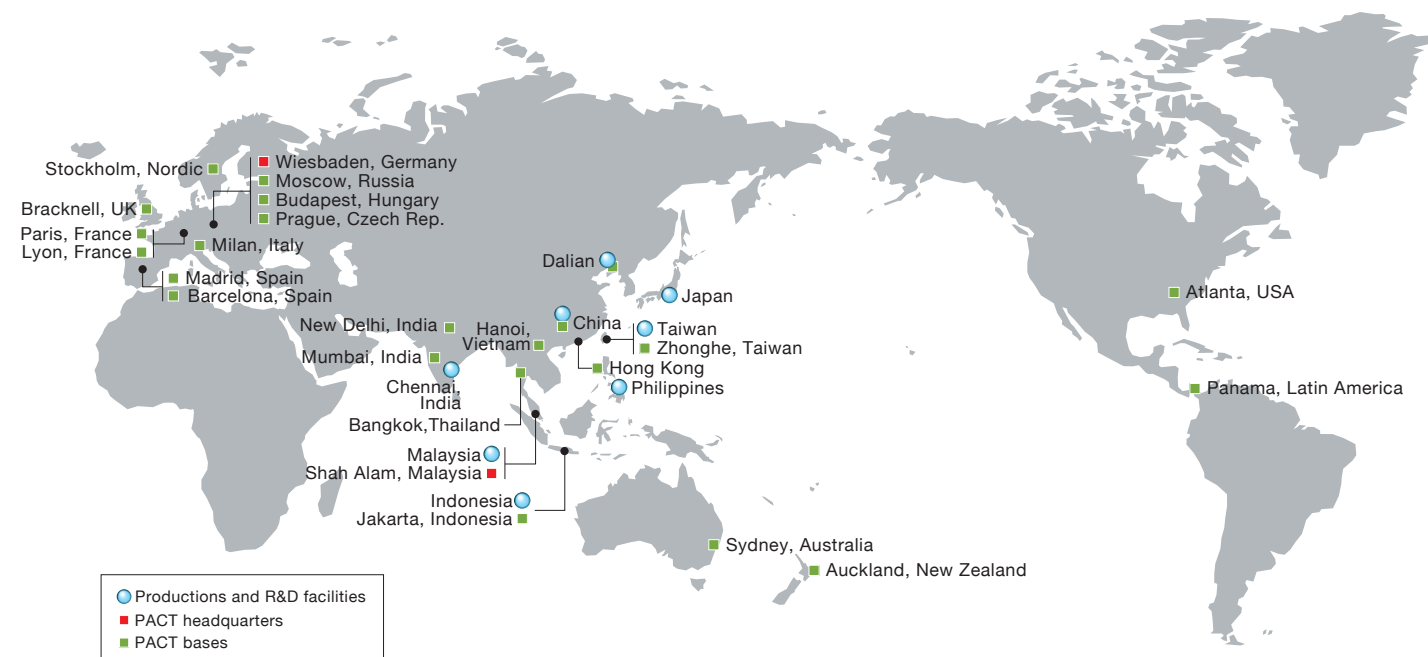 Stockholm, Nordic
Wiesbaden, Germany
Moscow, Russia
Budapest, Hungary
Prague, Czech Rep.
Bracknell, UK
Paris, France
Lyon, France
Milan, Italy
Madrid, Spain
Barcelona, Spain
Dalian
Japan
China
Taiwan
Zhonghe, Taiwan
Hong Kong
Philippines
New Delhi, India
Hanoi,
Vietnam
Mumbai, India
Chennai,
India
Bangkok,Thailand
Malaysia
Shah Alam, Malaysia
Indonesia
Jakarta, Indonesia
Sydney, Australia
Auckland, New Zealand
Atlanta, USA
Panama, Latin America
Productions and R&D facilities
PACT headquarters
PACT bases